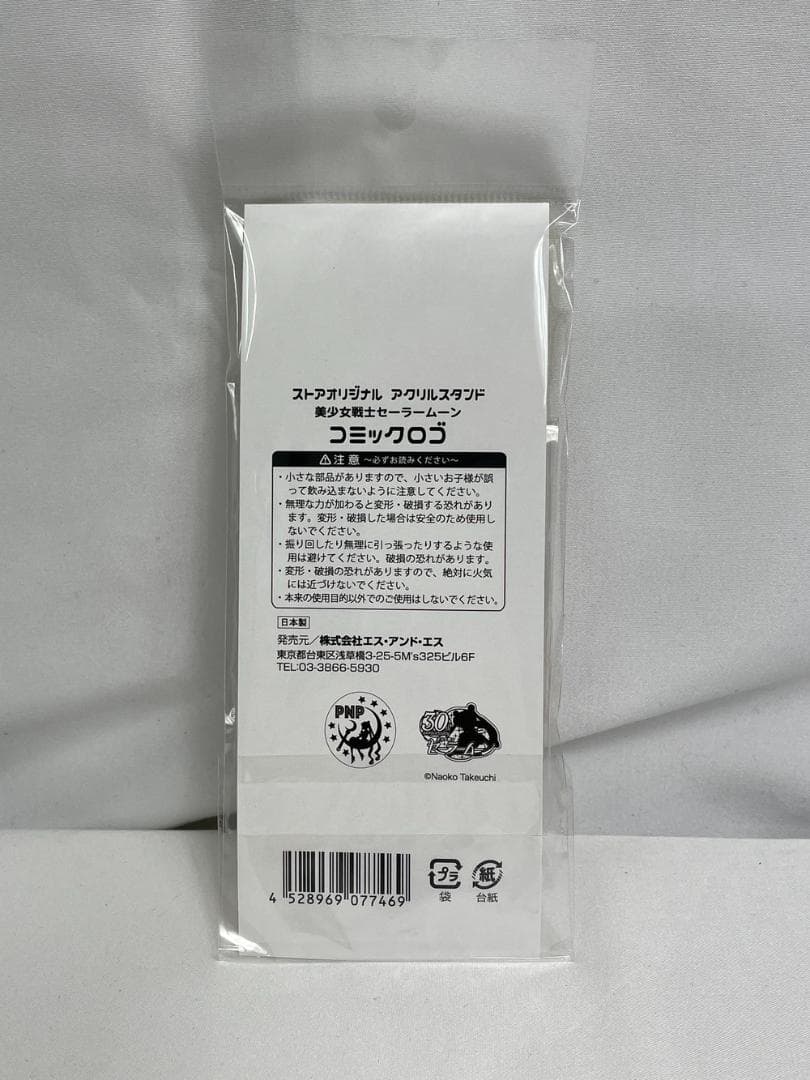 ストアオリジナル アクリルスタンド
美少女戦士セーラームーン
コミックロゴ
⚠注意 ～必ずお読みください～
・小さな部品がありますので、小さいお子様が誤
って飲み込まないように注意してください。
・無理な力が加わると変形・破損する恐れがあり
ます。変形・破損した場合は安全のため使用し
ないでください。
・振り回したり無理に引っ張ったりするような使
用は避けてください。破損の恐れがあります。
・変形・破損の恐れがありますので、絶対に火気
には近づけないでください。
・本来の使用目的以外でのご使用はしないでください。
日本製
発売元／株式会社エス・アンド・エス
東京都台東区浅草橋3-25-5M's325ビル6F
TEL:03-3866-5930
PNP
30
セーラームーン
©Naoko Takeuchi
4 528969 077469
プラ
袋
紙
台紙